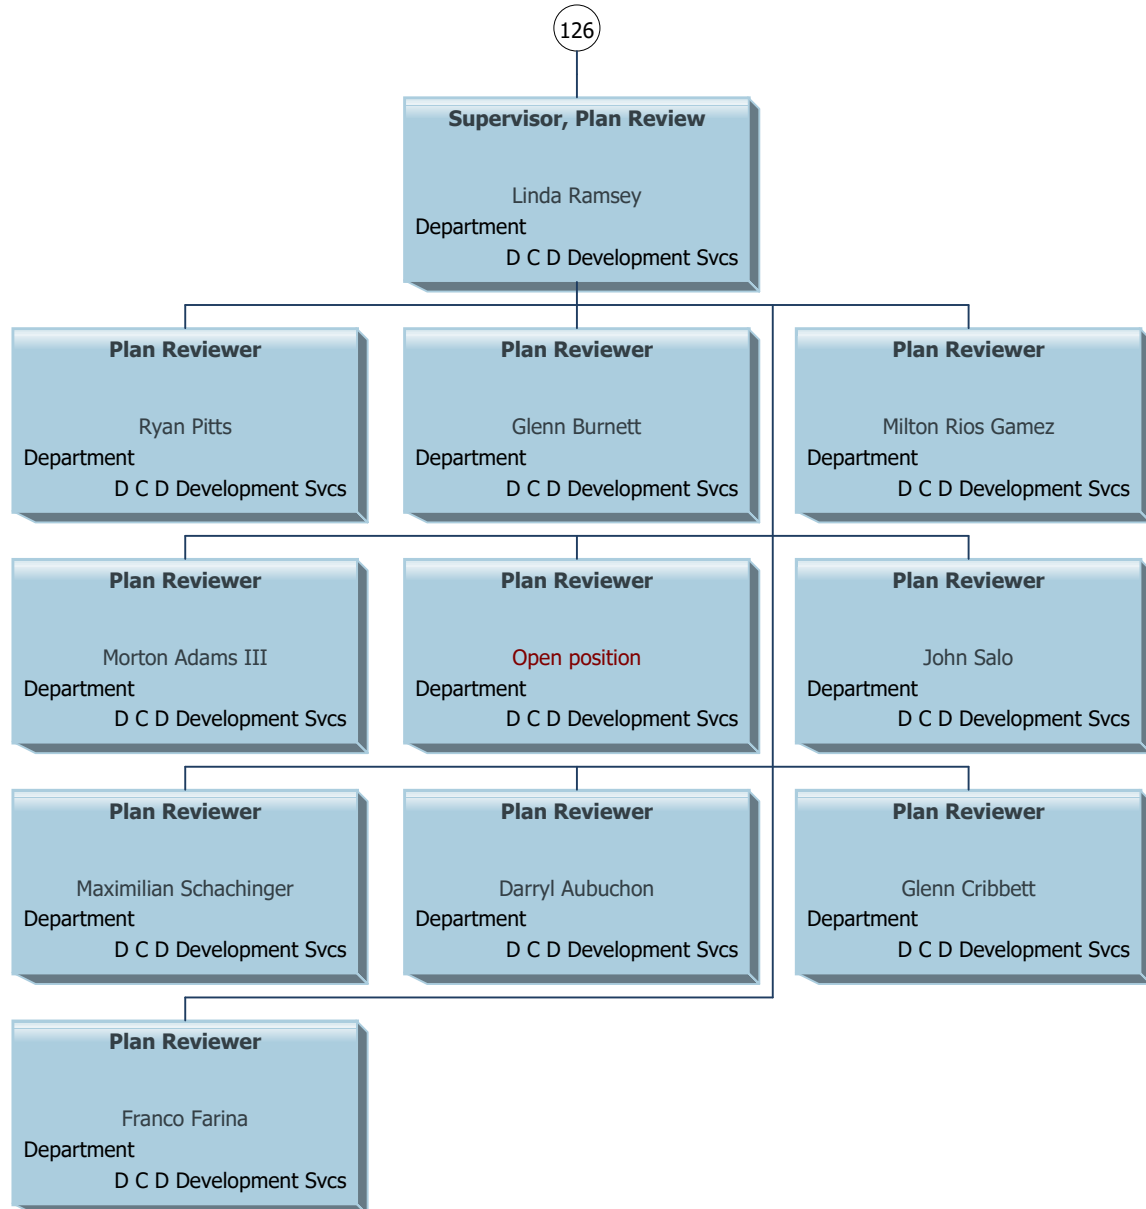 126
Supervisor, Plan Review
Linda Ramsey
Department
D C D Development Svcs
Plan Reviewer
Ryan Pitts
Department
D C D Development Svcs
Plan Reviewer
Glenn Burnett
Department
D C D Development Svcs
Plan Reviewer
Milton Rios Gamez
Department
D C D Development Svcs
Plan Reviewer
Morton Adams III
Department
D C D Development Svcs
Plan Reviewer
Open position
Department
D C D Development Svcs
Plan Reviewer
John Salo
Department
D C D Development Svcs
Plan Reviewer
Maximilian Schachinger
Department
D C D Development Svcs
Plan Reviewer
Darryl Aubuchon
Department
D C D Development Svcs
Plan Reviewer
Glenn Cribbett
Department
D C D Development Svcs
Plan Reviewer
Franco Farina
Department
D C D Development Svcs